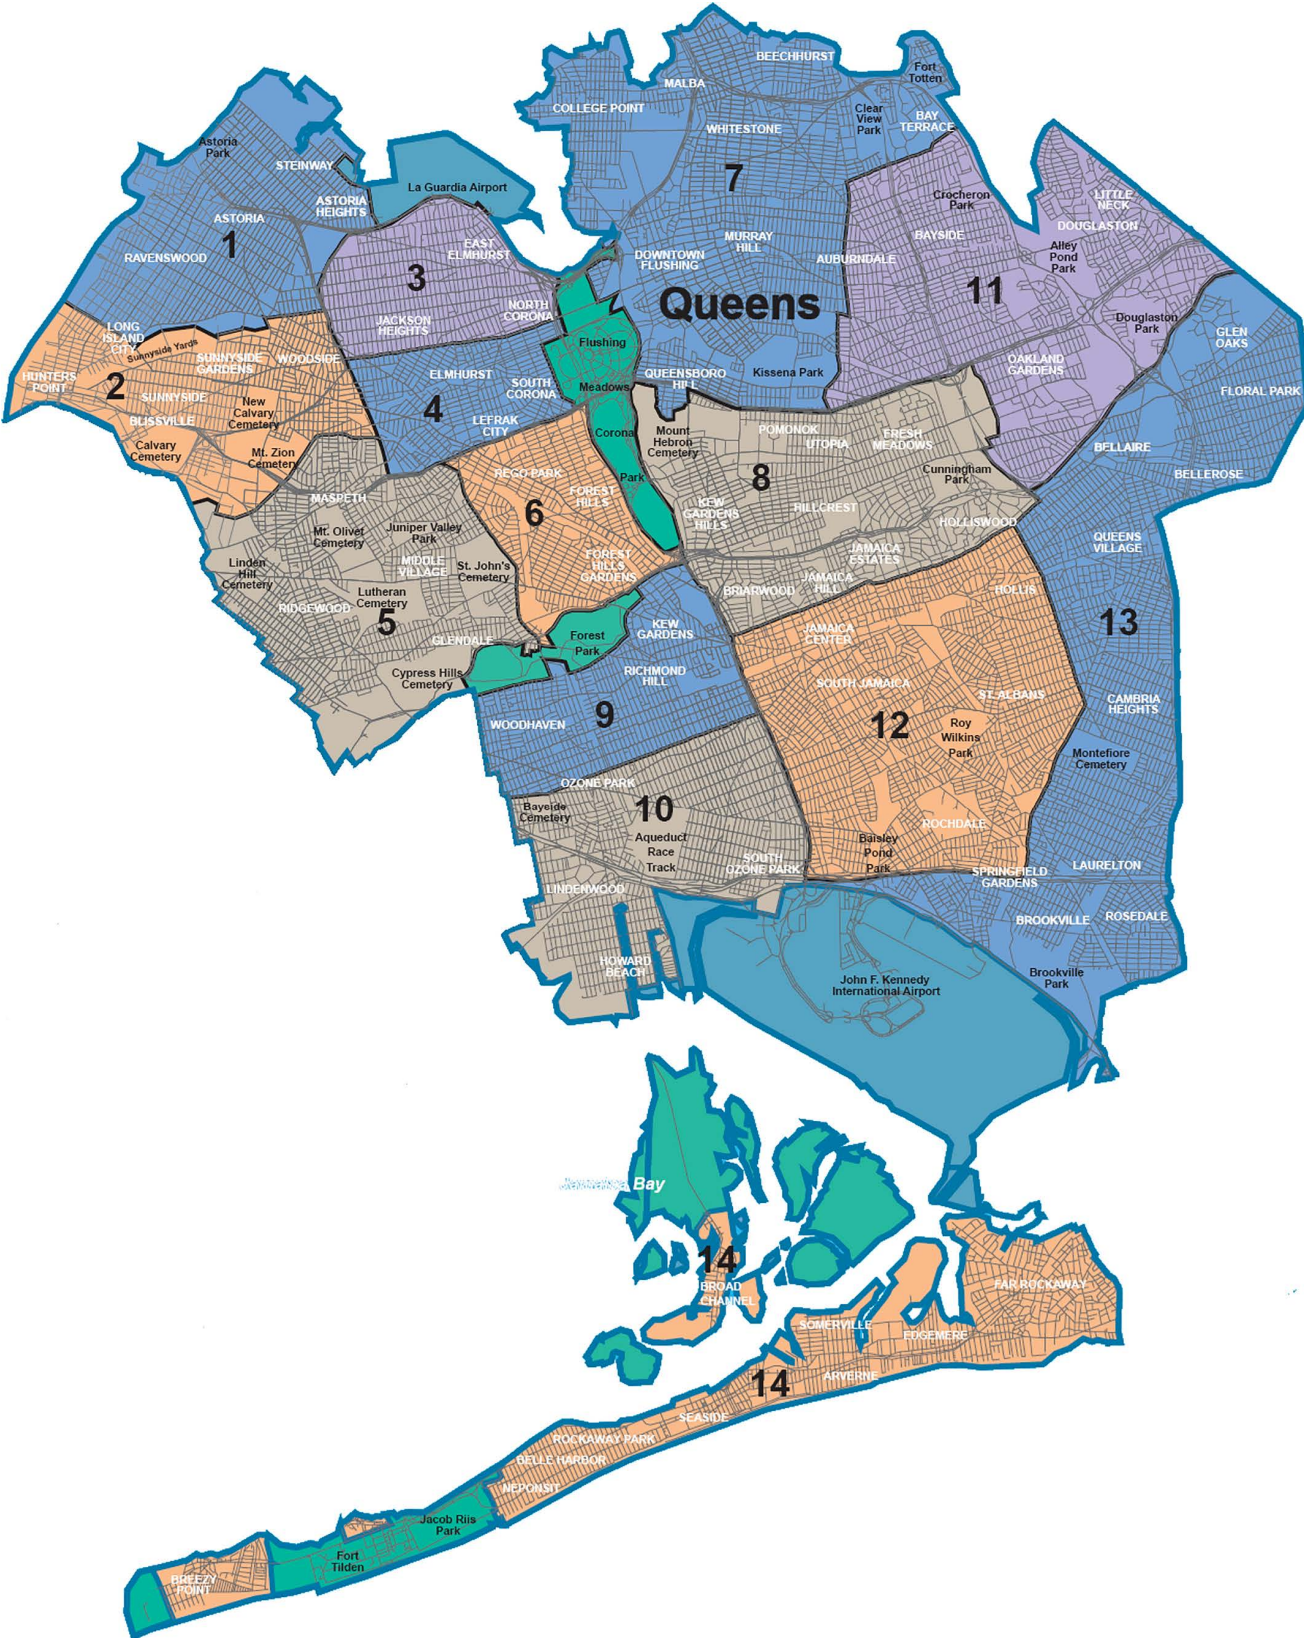 BEECHHURST
Fort
Totten
MALBA
COLLEGE POINT
Clear
View
Park
BAY
TERRACE
WHITESTONE
Astoria
Park
STEINWAY
7
La Guardia Airport
Crocheron
Park
LITTLE
NECK
ASTORIA
HEIGHTS
ASTORIA
DOUGLASTON
1
EAST
ELMHURST
MURRAY
HILL
BAYSIDE
Alley
Pond
Park
RAVENSWOOD
DOWNTOWN
FLUSHING
AUBURNDALE
3
Queens
11
NORTH
CORONA
JACKSON
HEIGHTS
Douglaston
Park
LONG
ISLAND
CITY
Sunnyside Yards
Flushing
GLEN
OAKS
SUNNYSIDE
GARDENS
WOODSIDE
HUNTERS
POINT
2
ELMHURST
SOUTH
CORONA
Meadows
QUEENSBORO
HILL
Kissena Park
OAKLAND
GARDENS
FLORAL PARK
SUNNYSIDE
New
Calvary
Cemetery
4
BLISSVILLE
LEFRAK
CITY
Corona
Mount
Hebron
Cemetery
POMONOK
UTOPIA
FRESH
MEADOWS
BELLAIRE
Calvary
Cemetery
Mt. Zion
Cemetery
REGO PARK
Park
8
Cunningham
Park
BELLEROSE
MASPETH
FOREST
HILLS
6
KEW
GARDENS
HILLS
HILLCREST
HOLLISWOOD
Mt. Olivet
Cemetery
Juniper Valley
Park
QUEENS
VILLAGE
Linden
Hill
Cemetery
MIDDLE
VILLAGE
St. John's
Cemetery
FOREST
HILLS
GARDENS
JAMAICA
ESTATES
JAMAICA
HILL
BRIARWOOD
HOLLIS
Lutheran
Cemetery
RIDGEWOOD
5
13
GLENDALE
Forest
Park
KEW
GARDENS
JAMAICA
CENTER
Cypress Hills
Cemetery
RICHMOND
HILL
SOUTH JAMAICA
ST. ALBANS
CAMBRIA
HEIGHTS
WOODHAVEN
9
12
Roy
Wilkins
Park
Montefiore
Cemetery
OZONE PARK
Bayside
Cemetery
10
Aqueduct
Race
Track
ROCHDALE
Baisley
Pond
Park
SOUTH
OZONE PARK
LAURELTON
SPRINGFIELD
GARDENS
LINDENWOOD
BROOKVILLE
ROSEDALE
HOWARD
BEACH
John F. Kennedy
International Airport
Brookville
Park
Jamaica Bay
14
BROAD
CHANNEL
FAR ROCKAWAY
SOMERVILLE
EDGEMERE
14
ARVERNE
SEASIDE
ROCKAWAY PARK
BELLE HARBOR
NEPONSIT
Jacob Riis
Park
Fort
Tilden
BREEZY
POINT